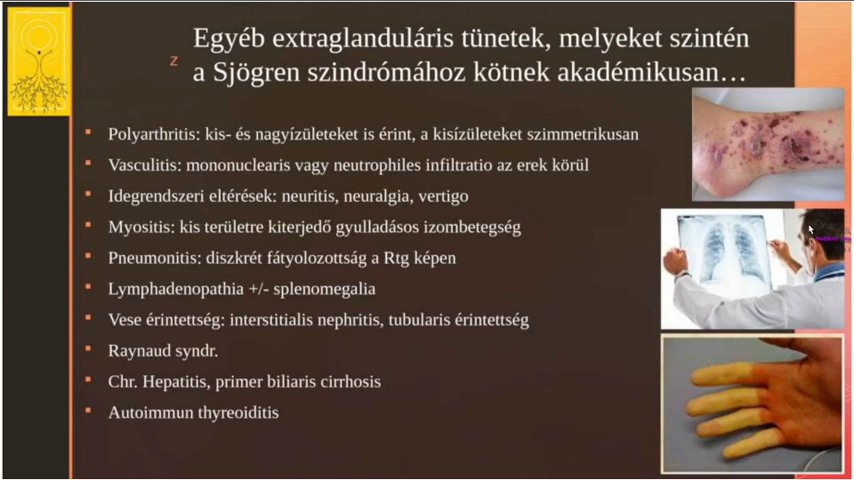 Egyéb extraglanduláris tünetek, melyeket szintén
z a Sjögren szindrómához kötnek akadémikusan…
Polyarthritis: kis- és nagyízületeket is érint, a kisízületeket szimmetrikusan
Vasculitis: mononuclearis vagy neutrophiles infiltratio az erek körül
Idegrendszeri eltérések: neuritis, neuralgia, vertigo
Myositis: kis területre kiterjedő gyulladásos izombetegség
Pneumonitis: diszkrét fátyolozottság a Rtg képen
Lymphadenopathia +/- splenomegalia
Vese érintettség: interstitialis nephritis, tubularis érintettség
Raynaud syndr.
Chr. Hepatitis, primer biliaris cirrhosis
Autoimmun thyreoiditis